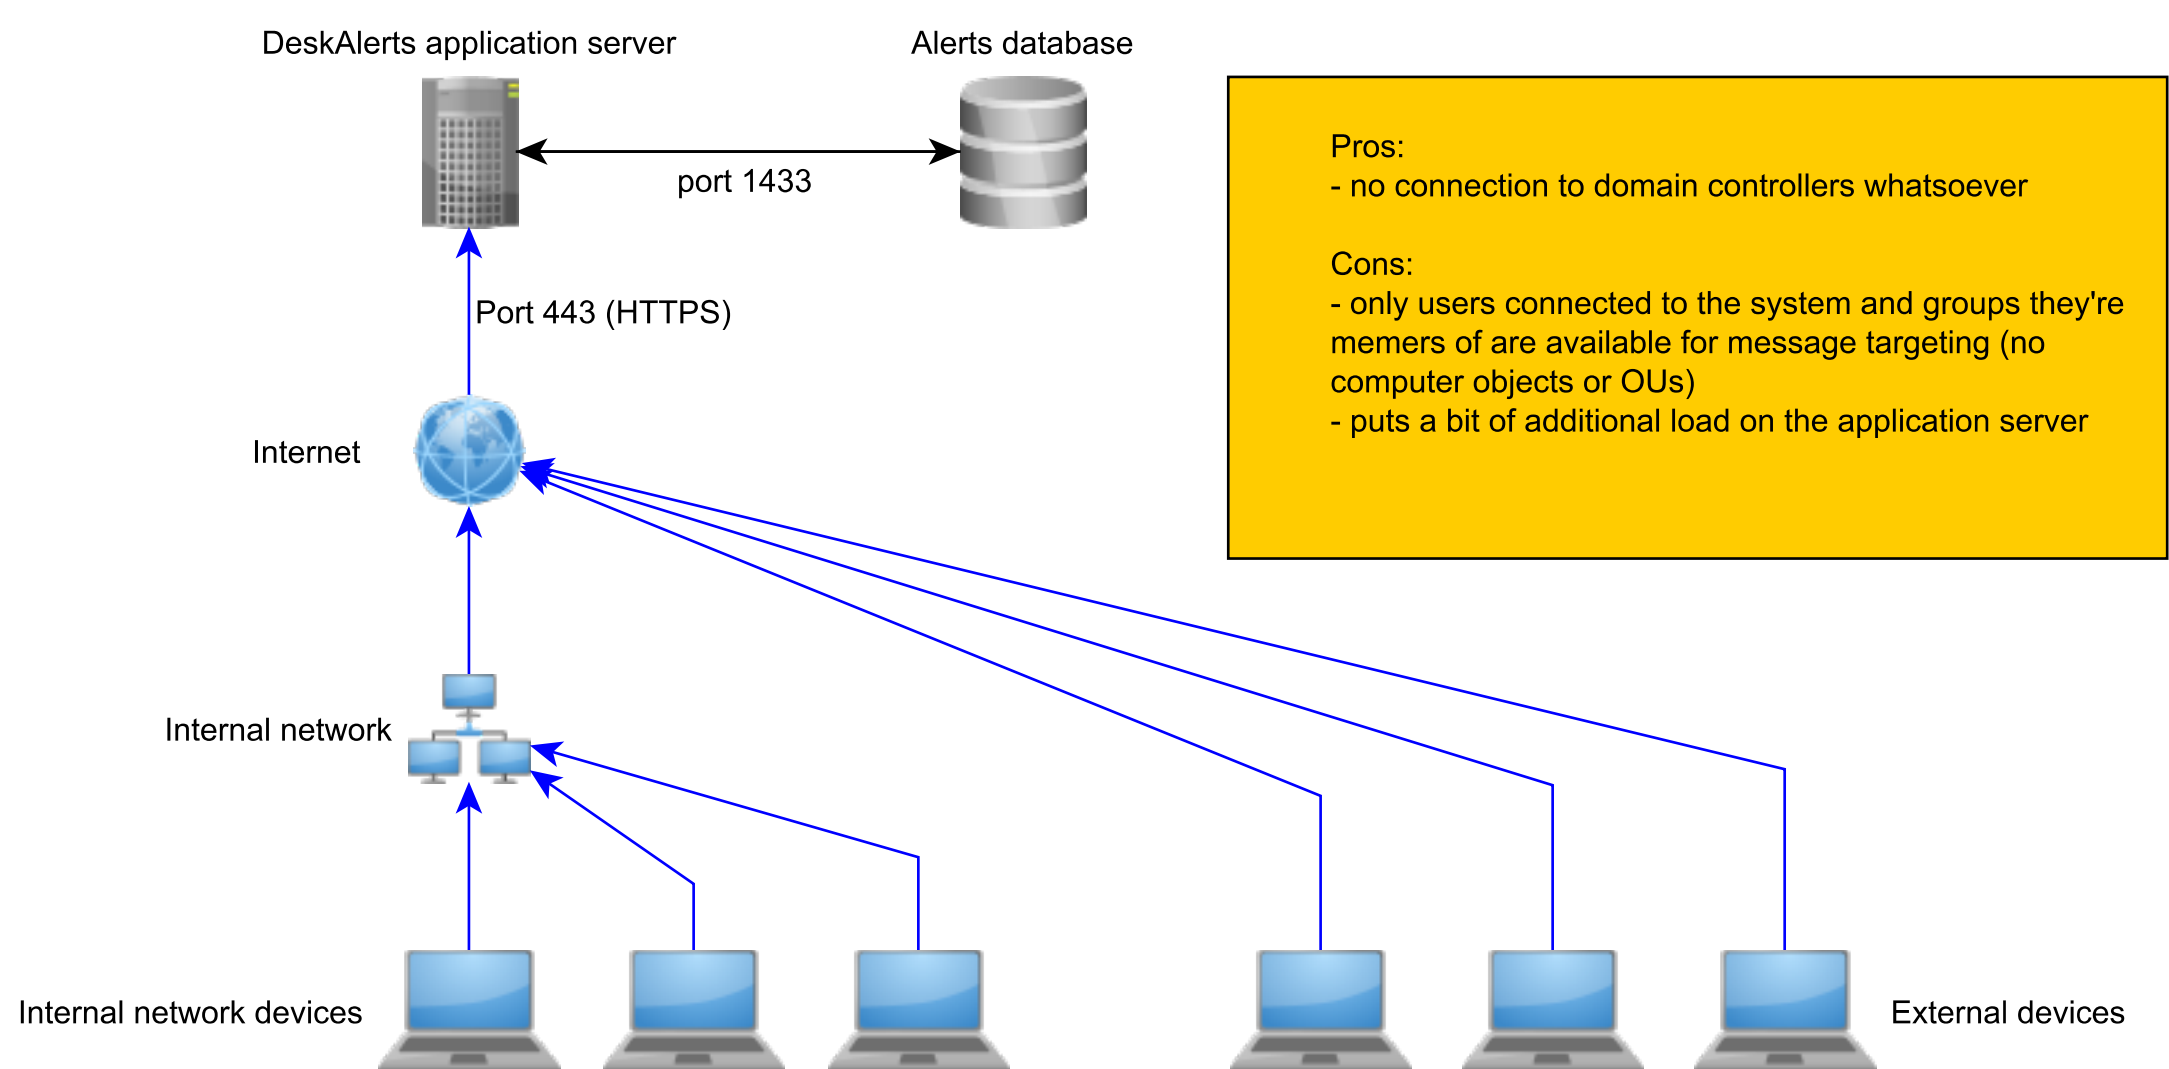 DeskAlerts application server
Alerts database
port 1433
Pros:
- no connection to domain controllers whatsoever
Cons:
- only users connected to the system and groups they're
memers of are available for message targeting (no
computer objects or OUs)
- puts a bit of additional load on the application server
Port 443 (HTTPS)
Internet
Internal network
Internal network devices
External devices